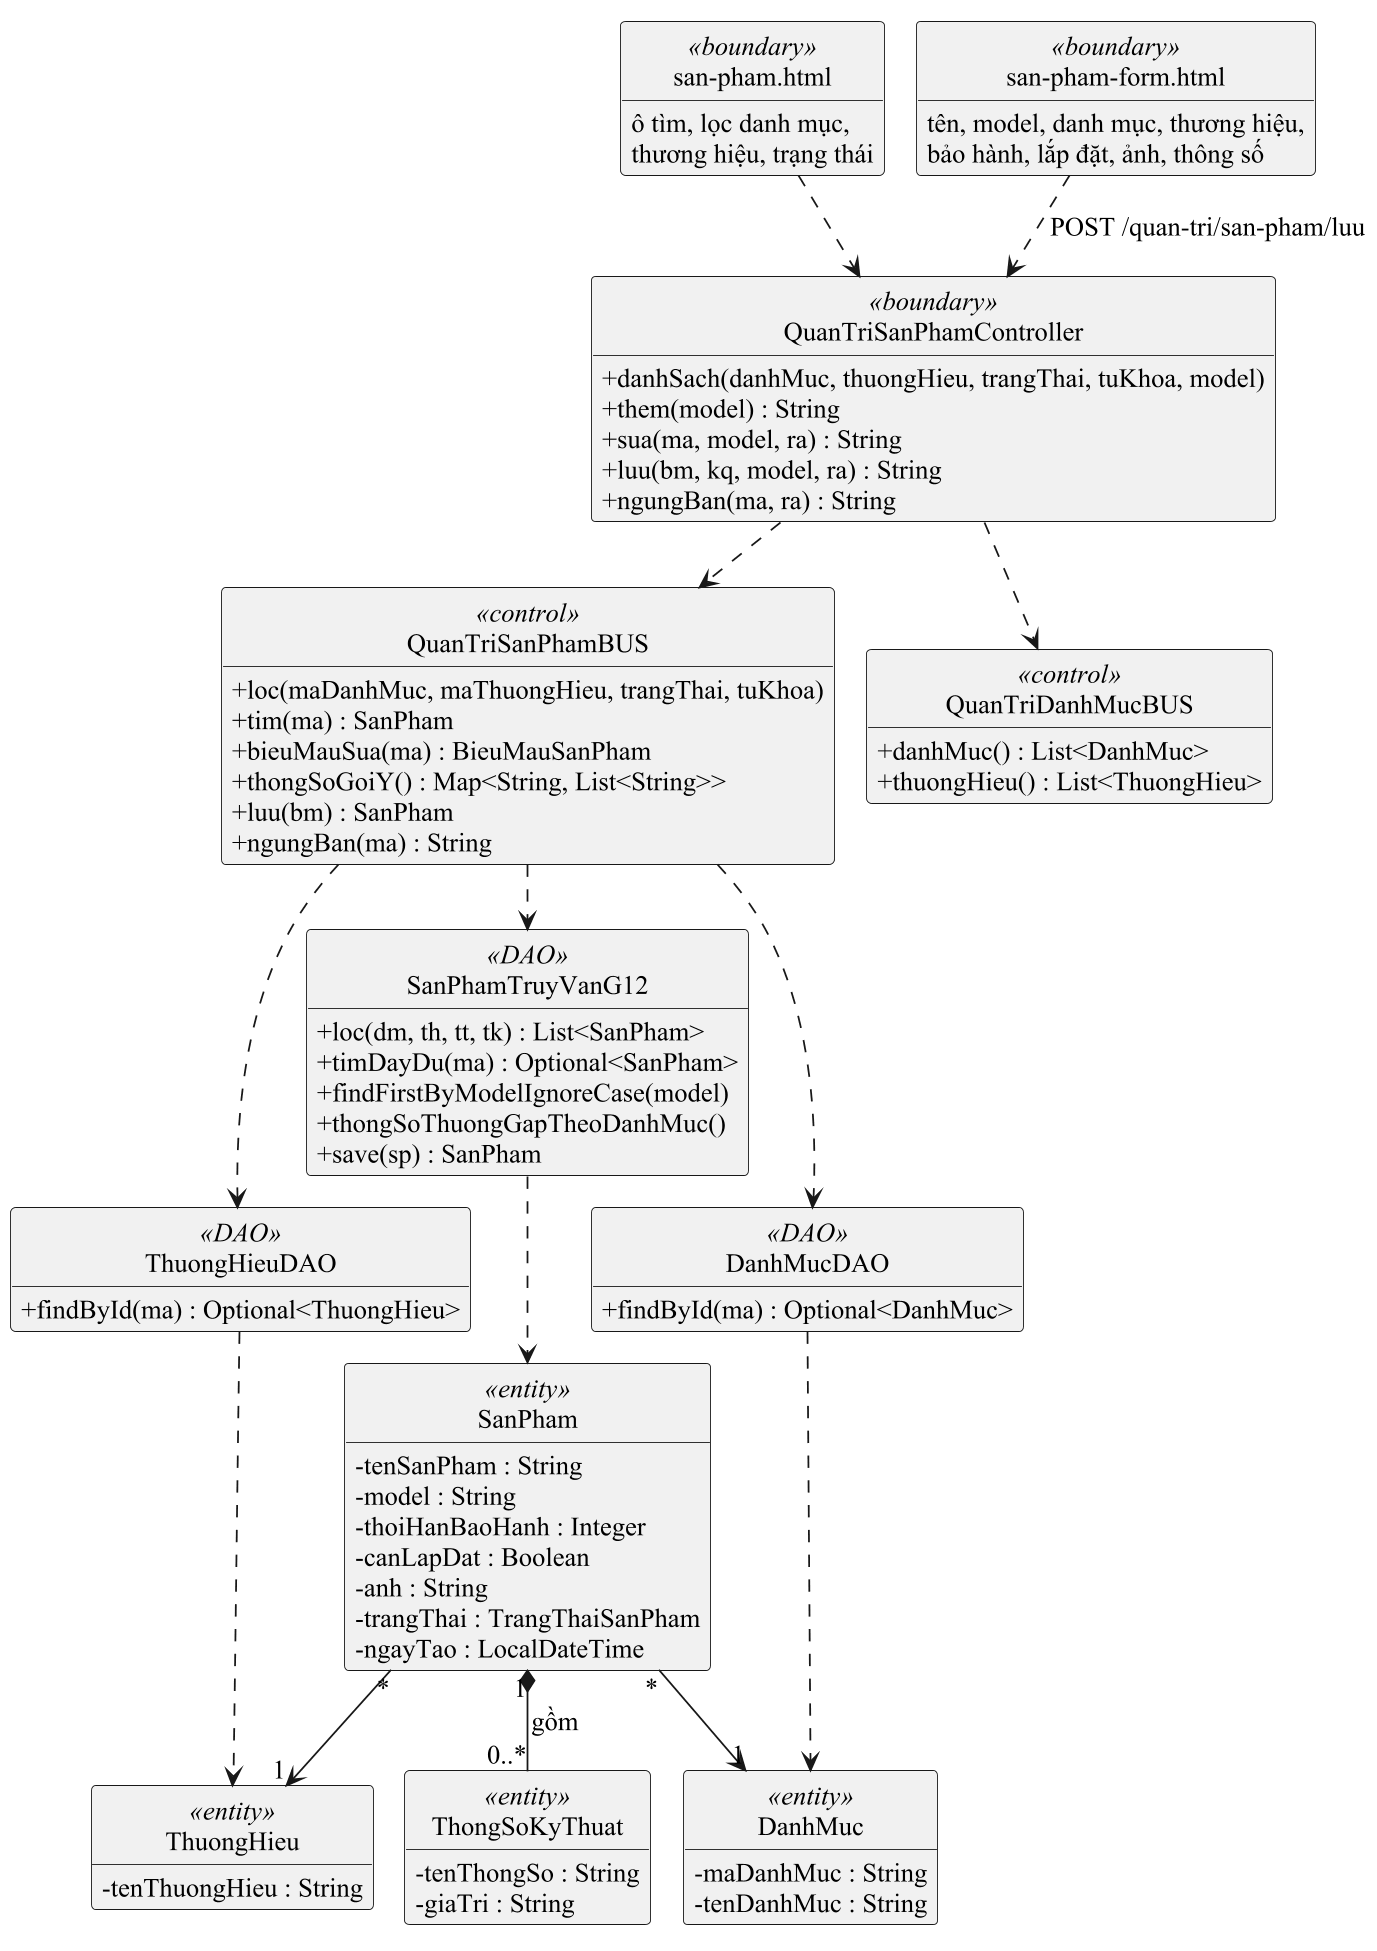 «boundary»
san-pham.html
ô tìm, lọc danh mục,
thương hiệu, trạng thái
«boundary»
san-pham-form.html
tên, model, danh mục, thương hiệu,
bảo hành, lắp đặt, ảnh, thông số
POST /quan-tri/san-pham/luu
«boundary»
QuanTriSanPhamController
+danhSach(danhMuc, thuongHieu, trangThai, tuKhoa, model)
+them(model) : String
+sua(ma, model, ra) : String
+luu(bm, kq, model, ra) : String
+ngungBan(ma, ra) : String
«control»
QuanTriSanPhamBUS
+loc(maDanhMuc, maThuongHieu, trangThai, tuKhoa)
+tim(ma) : SanPham
+bieuMauSua(ma) : BieuMauSanPham
+thongSoGoiY() : Map<String, List<String>>
+luu(bm) : SanPham
+ngungBan(ma) : String
«control»
QuanTriDanhMucBUS
+danhMuc() : List<DanhMuc>
+thuongHieu() : List<ThuongHieu>
«DAO»
SanPhamTruyVanG12
+loc(dm, th, tt, tk) : List<SanPham>
+timDayDu(ma) : Optional<SanPham>
+findFirstByModelIgnoreCase(model)
+thongSoThuongGapTheoDanhMuc()
+save(sp) : SanPham
«DAO»
ThuongHieuDAO
+findById(ma) : Optional<ThuongHieu>
«DAO»
DanhMucDAO
+findById(ma) : Optional<DanhMuc>
«entity»
SanPham
-tenSanPham : String
-model : String
-thoiHanBaoHanh : Integer
-canLapDat : Boolean
-anh : String
-trangThai : TrangThaiSanPham
-ngayTao : LocalDateTime
*
1
*
gồm
1
0..*
1
«entity»
ThuongHieu
-tenThuongHieu : String
«entity»
ThongSoKyThuat
-tenThongSo : String
-giaTri : String
«entity»
DanhMuc
-maDanhMuc : String
-tenDanhMuc : String